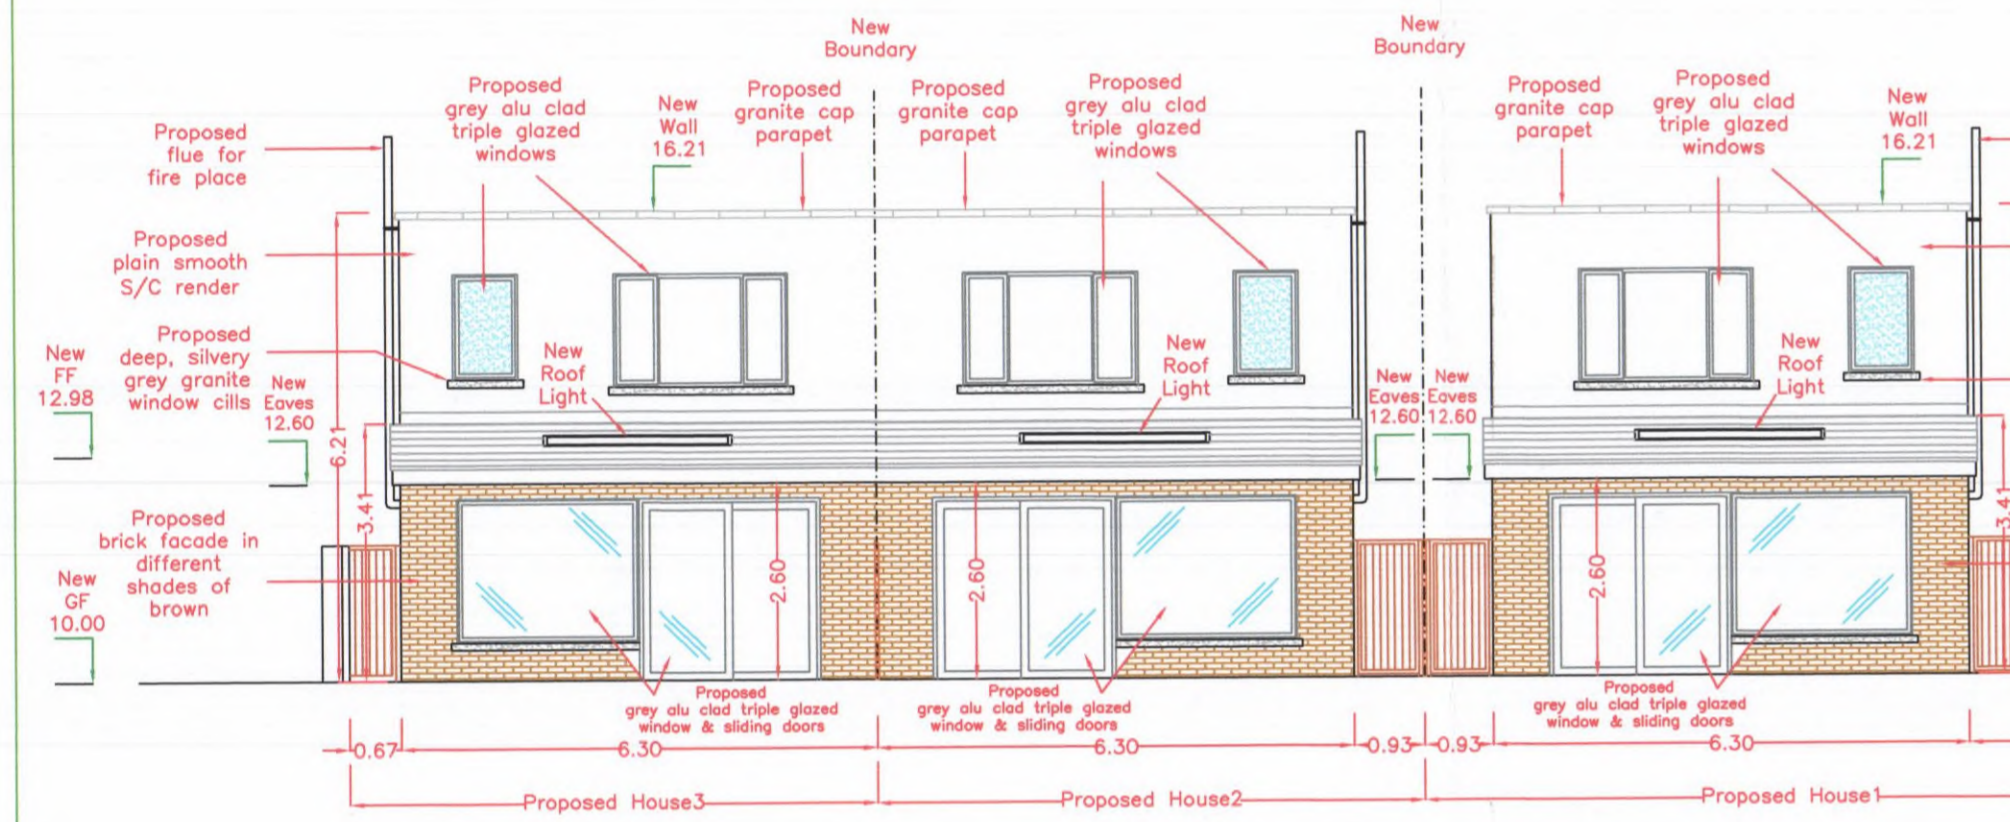 New
Boundary
New
Boundary
Proposed
grey alu clad
triple glazed
windows
New
Wall
16.21
Proposed
granite cap
parapet
Proposed
granite cap
parapet
Proposed
grey alu clad
triple glazed
windows
Proposed
granite cap
parapet
Proposed
grey alu clad
triple glazed
windows
New
Wall
16.21
Proposed
flue for
fire place
Proposed
plain smooth
S/C render
Proposed
deep, silvery
grey granite
window cills
New
FF
12.98
New
Eaves
12.60
6.21
3.41
New
Roof
Light
New
Roof
Light
New
Eaves
12.60
New
Eaves
12.60
New
Roof
Light
3.41
Proposed
brick facade in
different
shades of
brown
New
GF
10.00
2.60
2.60
2.60
Proposed
grey alu clad triple glazed
window & sliding doors
Proposed
grey alu clad triple glazed
window & sliding doors
Proposed
grey alu clad triple glazed
window & sliding doors
0.67
6.30
6.30
0.93
0.93
6.30
Proposed House3
Proposed House2
Proposed House1